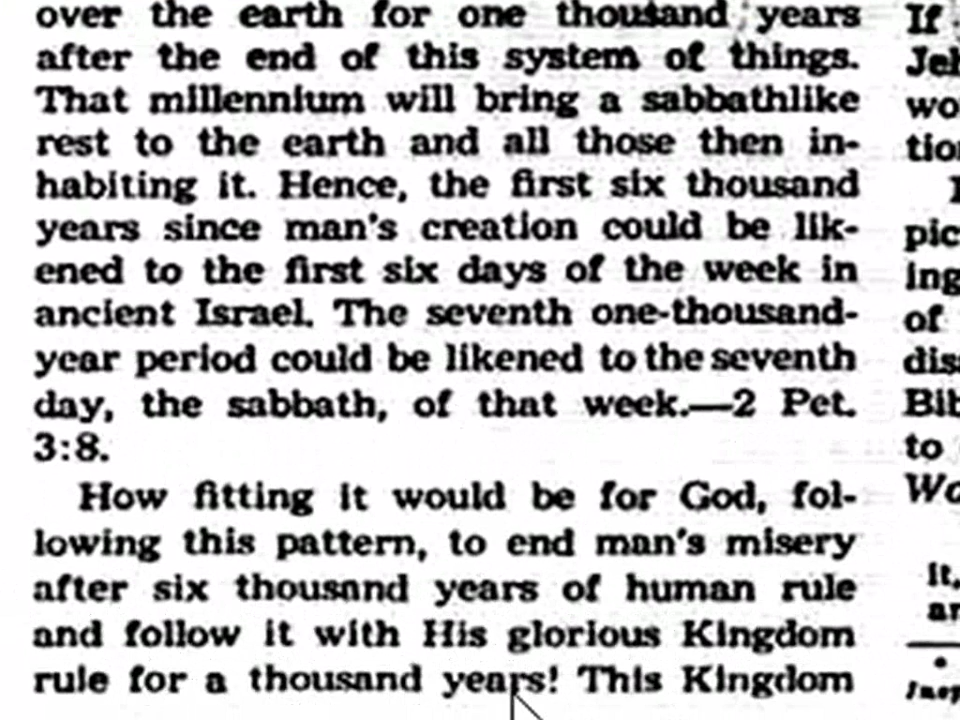 over the earth for one thousand years
after the end of this system of things.
That millennium will bring a sabbathlike
rest to the earth and all those then in-
habiting it. Hence, the first six thousand
years since man's creation could be lik-
ened to the first six days of the week in
ancient Israel. The seventh one-thousand-
year period could be likened to the seventh
day, the sabbath, of that week.—2 Pet.
3:8.
How fitting it would be for God, fol-
lowing this pattern, to end man's misery
after six thousand years of human rule
and follow it with His glorious Kingdom
rule for a thousand years! This Kingdom
If
of
to
it.